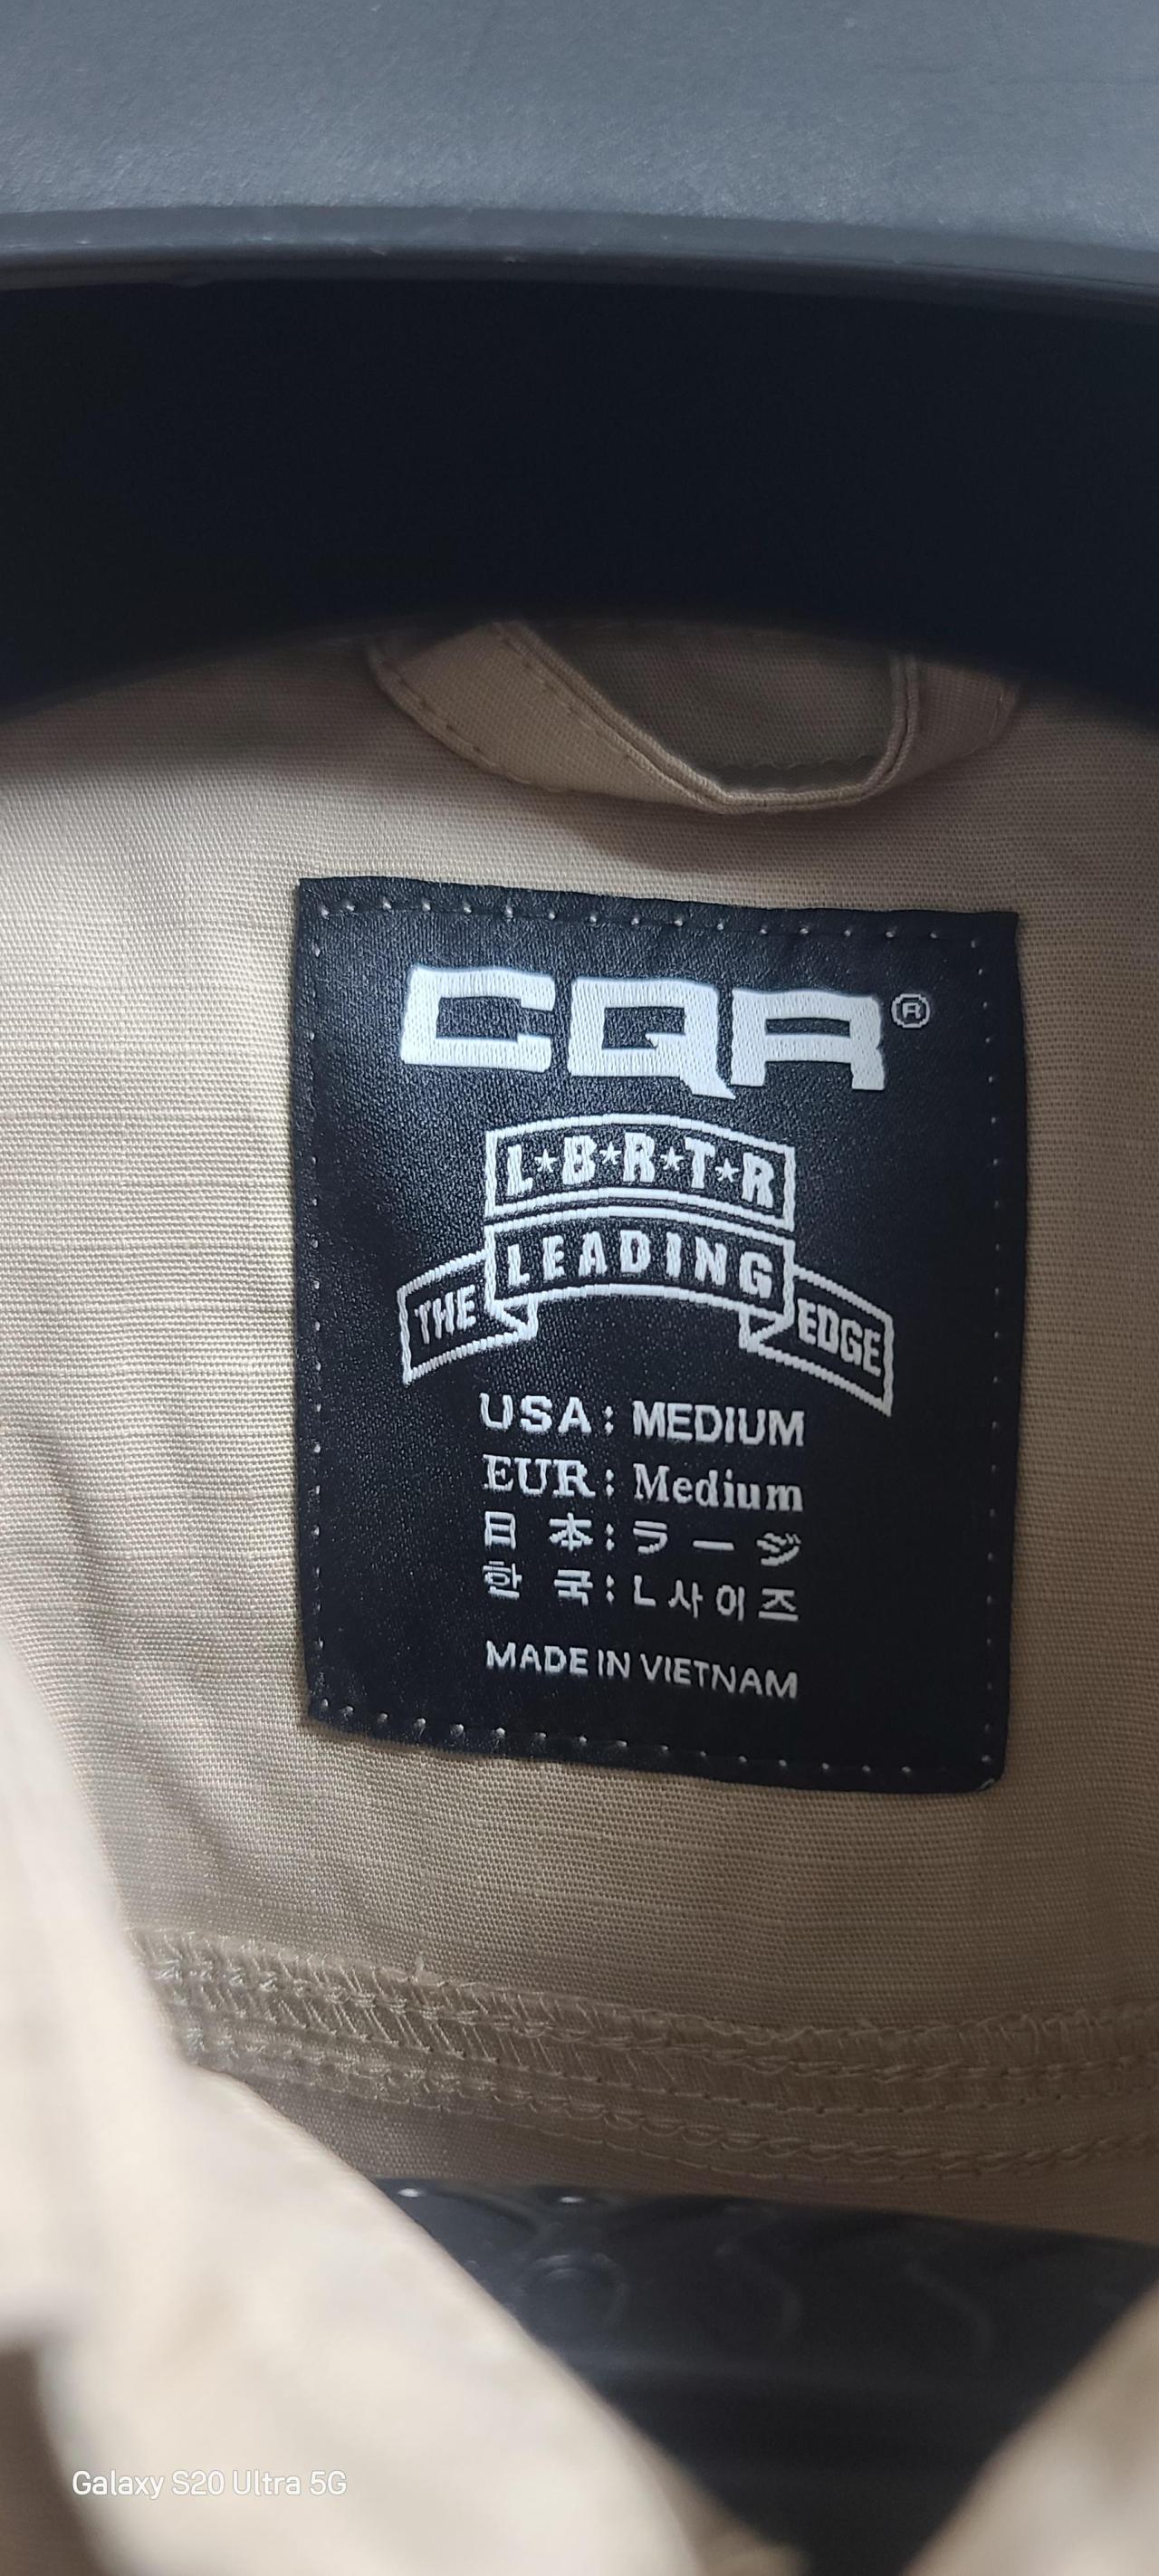 CQR®
L★B★R★T★R
THE LEADING EDGE
USA: MEDIUM
EUR: Medium
日 本: ラージ
한 국: L사이즈
MADE IN VIETNAM
Galaxy S20 Ultra 5G